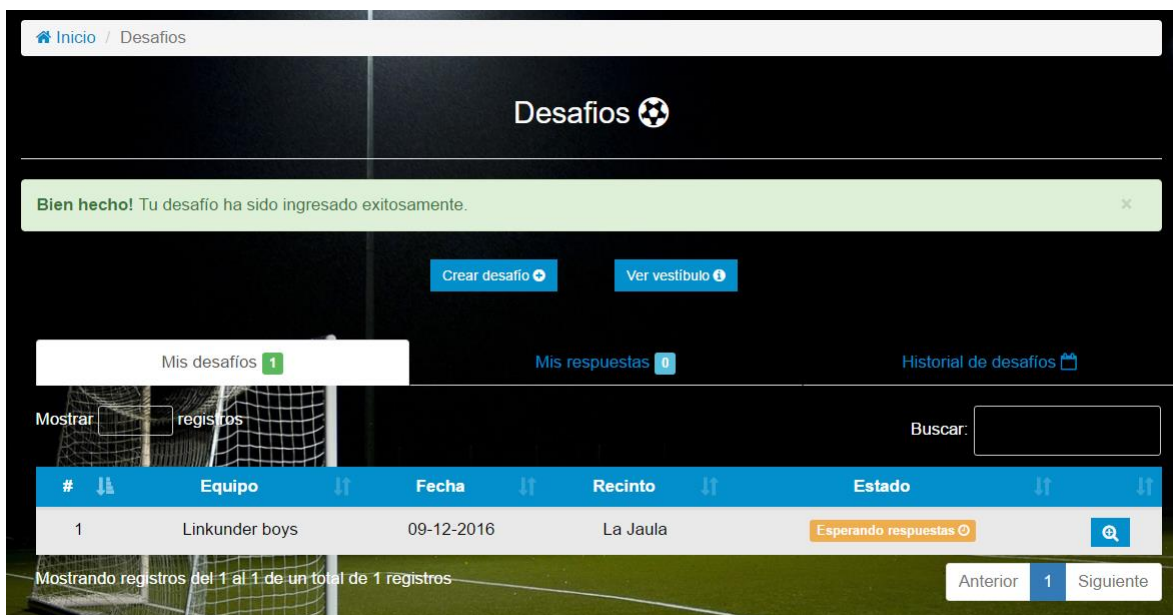 Inicio / Desafios
Desafios
Bien hecho! Tu desafío ha sido ingresado exitosamente. ×
Crear desafío Ver vestíbulo
Mis desafíos 1 Mis respuestas 0 Historial de desafíos
Mostrar registros Buscar:
# Equipo Fecha Recinto Estado
1 Linkunder boys 09-12-2016 La Jaula Esperando respuestas
Mostrando registros del 1 al 1 de un total de 1 registros Anterior 1 Siguiente